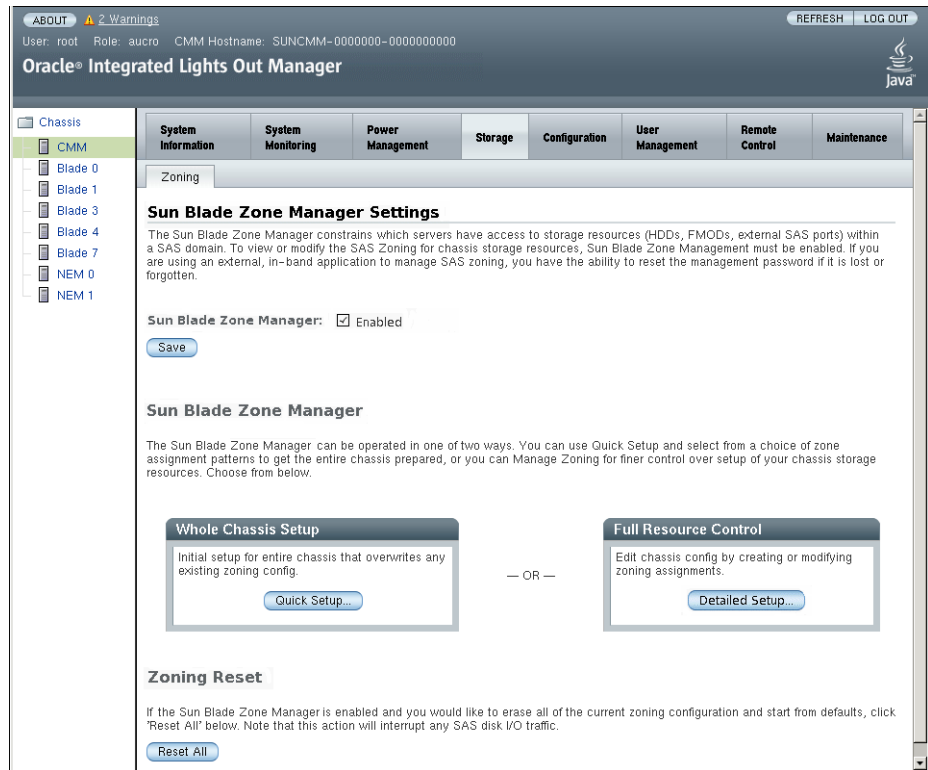 ABOUT 2 Warnings REFRESH LOG OUT
User: root Role: aucro CMM Hostname: SUNCMM-0000000-0000000000
Oracle® Integrated Lights Out Manager
Java™
Chassis
CMM
Blade 0
Blade 1
Blade 3
Blade 4
Blade 7
NEM 0
NEM 1
System Information
System Monitoring
Power Management
Storage
Configuration
User Management
Remote Control
Maintenance
Zoning
Sun Blade Zone Manager Settings
The Sun Blade Zone Manager constrains which servers have access to storage resources (HDDs, FMODs, external SAS ports) within
a SAS domain. To view or modify the SAS Zoning for chassis storage resources, Sun Blade Zone Management must be enabled. If you
are using an external, in-band application to manage SAS zoning, you have the ability to reset the management password if it is lost or
forgotten.
Sun Blade Zone Manager: Enabled
Save
Sun Blade Zone Manager
The Sun Blade Zone Manager can be operated in one of two ways. You can use Quick Setup and select from a choice of zone
assignment patterns to get the entire chassis prepared, or you can Manage Zoning for finer control over setup of your chassis storage
resources. Choose from below.
Whole Chassis Setup
Initial setup for entire chassis that overwrites any
existing zoning config.
Quick Setup...
— OR —
Full Resource Control
Edit chassis config by creating or modifying
zoning assignments.
Detailed Setup...
Zoning Reset
If the Sun Blade Zone Manager is enabled and you would like to erase all of the current zoning configuration and start from defaults, click
'Reset All' below. Note that this action will interrupt any SAS disk I/O traffic.
Reset All